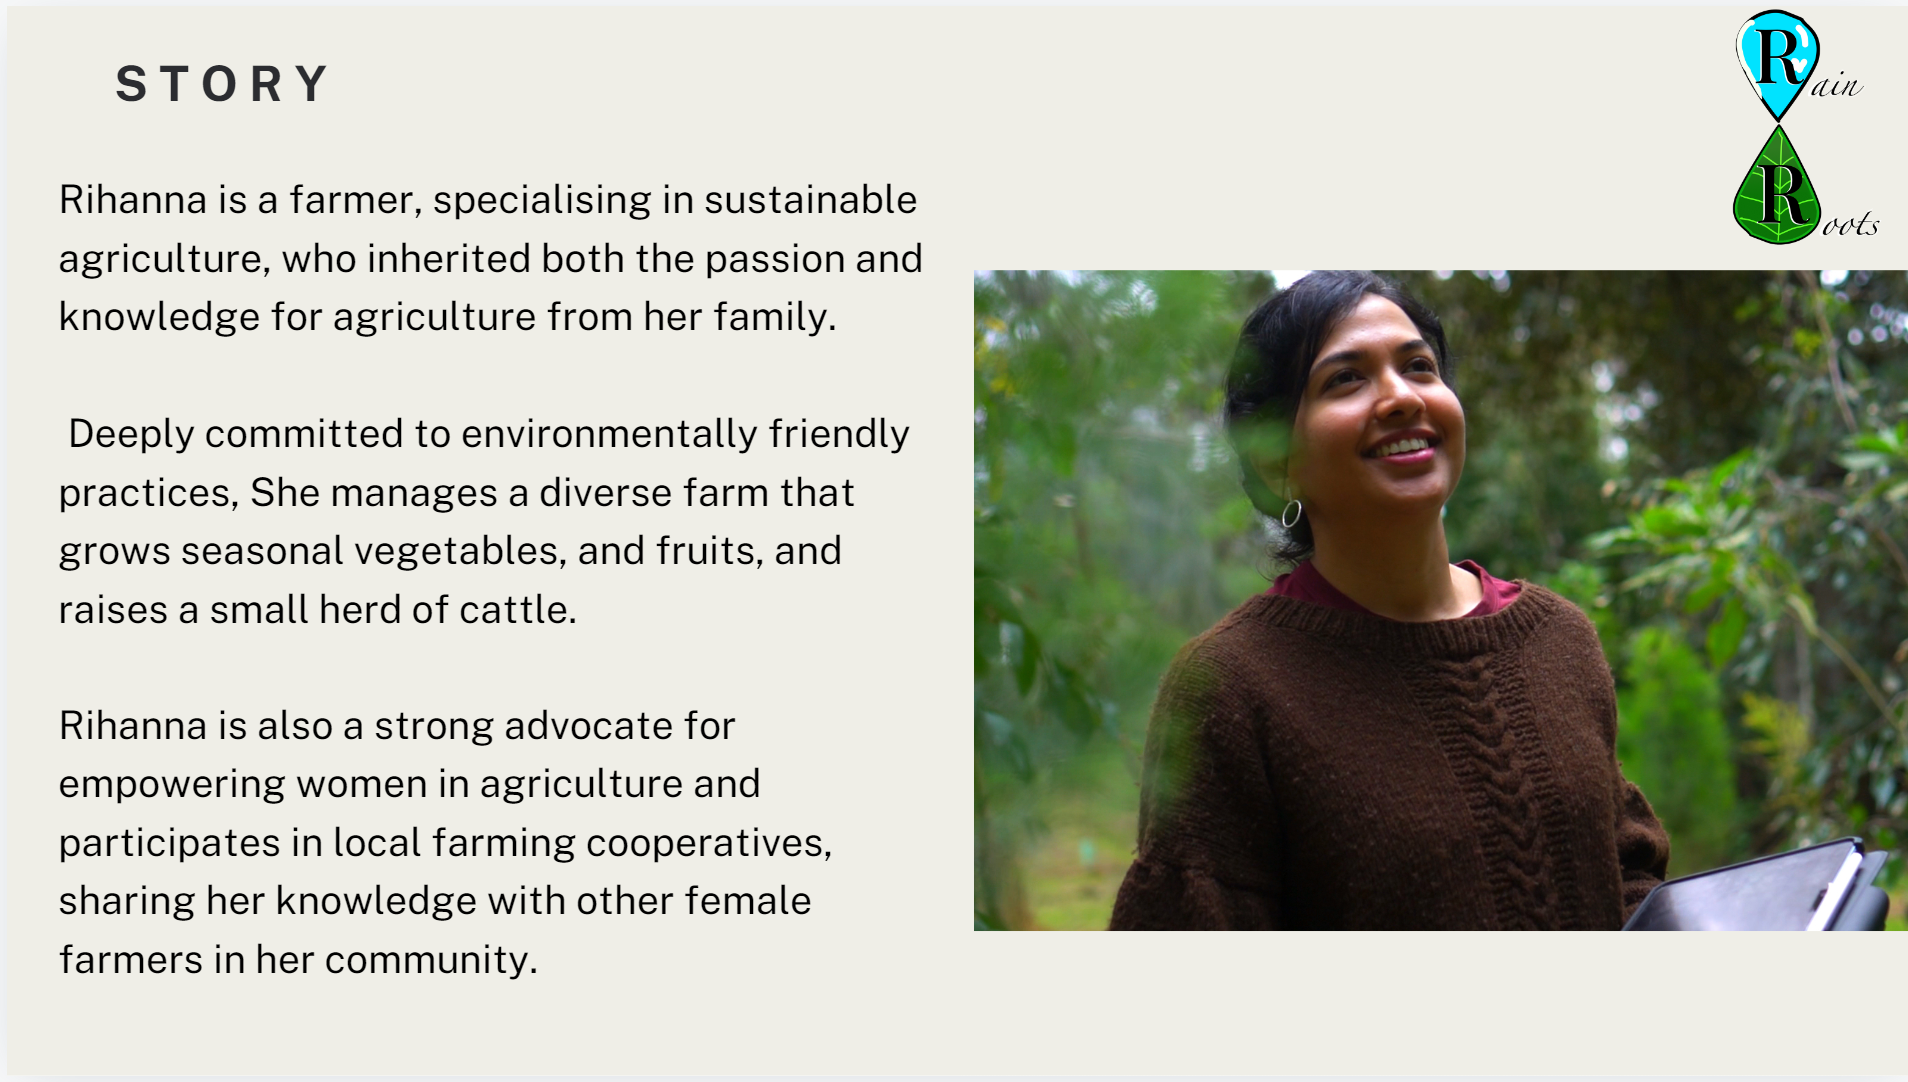 STORY
Rain
Roots
Rihanna is a farmer, specialising in sustainable
agriculture, who inherited both the passion and
knowledge for agriculture from her family.
Deeply committed to environmentally friendly
practices, She manages a diverse farm that
grows seasonal vegetables, and fruits, and
raises a small herd of cattle.
Rihanna is also a strong advocate for
empowering women in agriculture and
participates in local farming cooperatives,
sharing her knowledge with other female
farmers in her community.